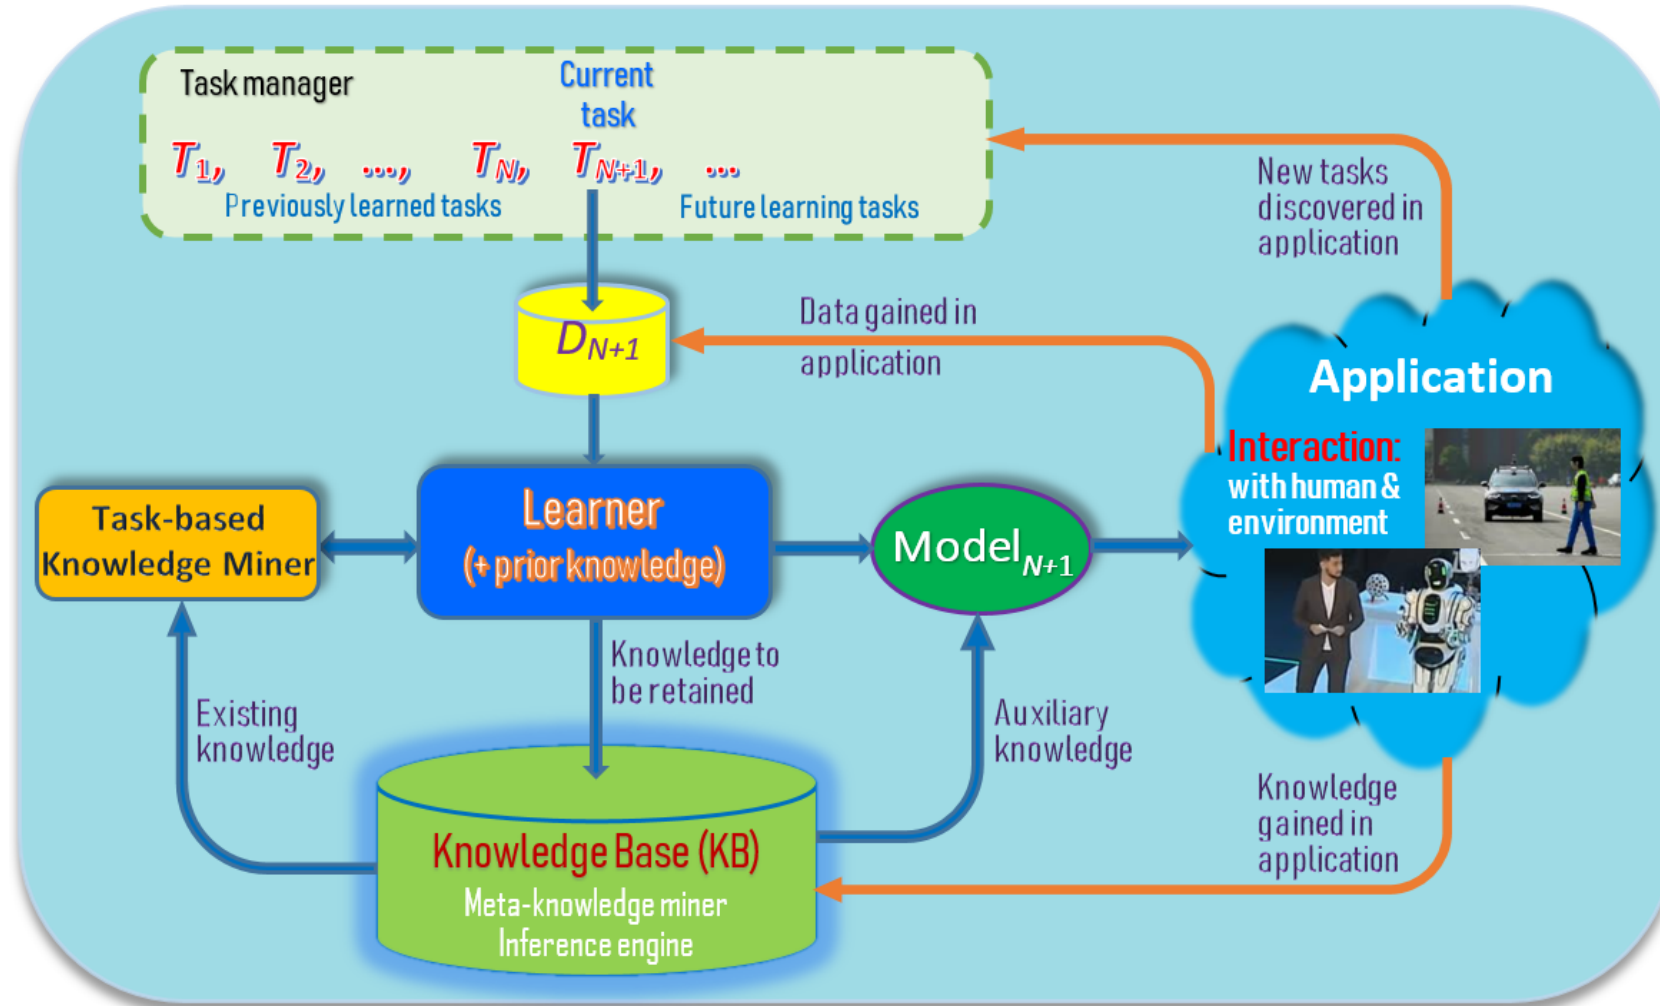 Task manager
Current
task
T1, T2, ..., TN, TN+1, ...
Previously learned tasks
Future learning tasks
New tasks
discovered in
application
DN+1
Data gained in
application
Application
Interaction:
with human &
environment
Task-based
Knowledge Miner
Learner
(+ prior knowledge)
ModelN+1
Knowledge to
be retained
Existing
knowledge
Auxiliary
knowledge
Knowledge
gained in
application
Knowledge Base (KB)
Meta-knowledge miner
Inference engine